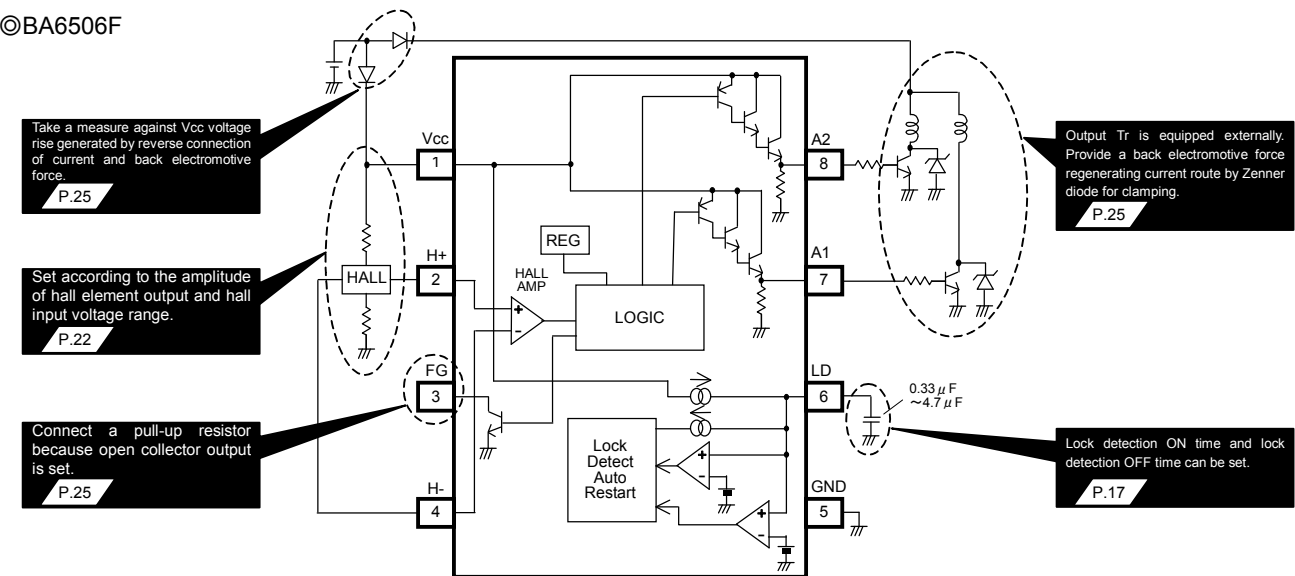 ◎BA6506F
Take a measure against Vcc voltage
rise generated by reverse connection
of current and back electromotive
force.
P.25
Set according to the amplitude
of hall element output and hall
input voltage range.
P.22
Connect a pull-up resistor
because open collector output
is set.
P.25
HALL
Vcc
1
H+
2
FG
3
H-
4
REG
HALL
AMP
+
-
LOGIC
Lock
Detect
Auto
Restart
+
-
+
-
A2
8
A1
7
LD
6
GND
5
0.33μF
～4.7μF
Output Tr is equipped externally.
Provide a back electromotive force
regenerating current route by Zenner
diode for clamping.
P.25
Lock detection ON time and lock
detection OFF time can be set.
P.17